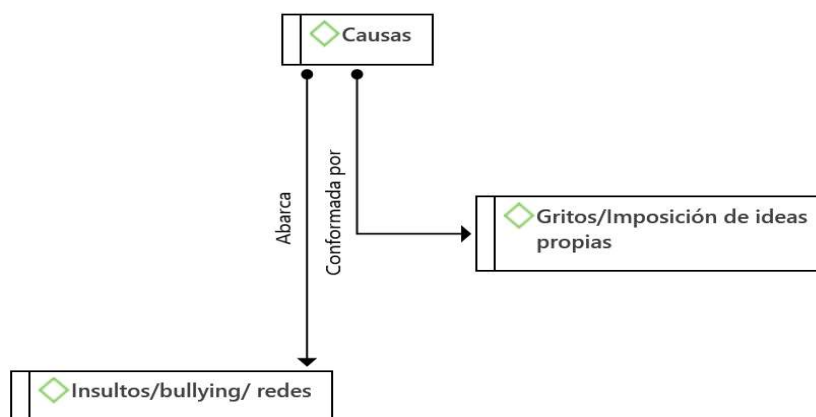 Causas
Abarca
Conformada por
Gritos/Imposición de ideas
propias
Insultos/bullying/ redes